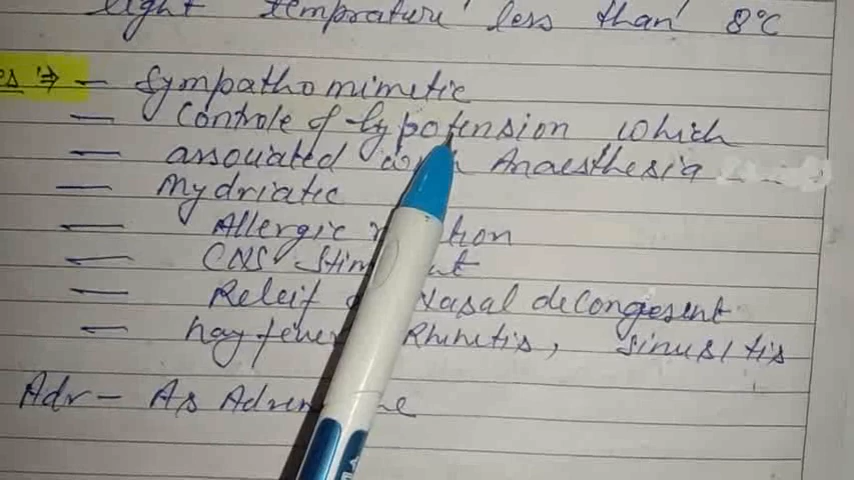 light temprature less than 8°C
es ⇒ - Sympathomimetic
- Controle of hypotension which
- associated Anaesthesia
- Mydriatic
- Allergic
- CNS
- Releif Nasal decongesent
- hay fever Rhinitis, sinusitis
Adr - As